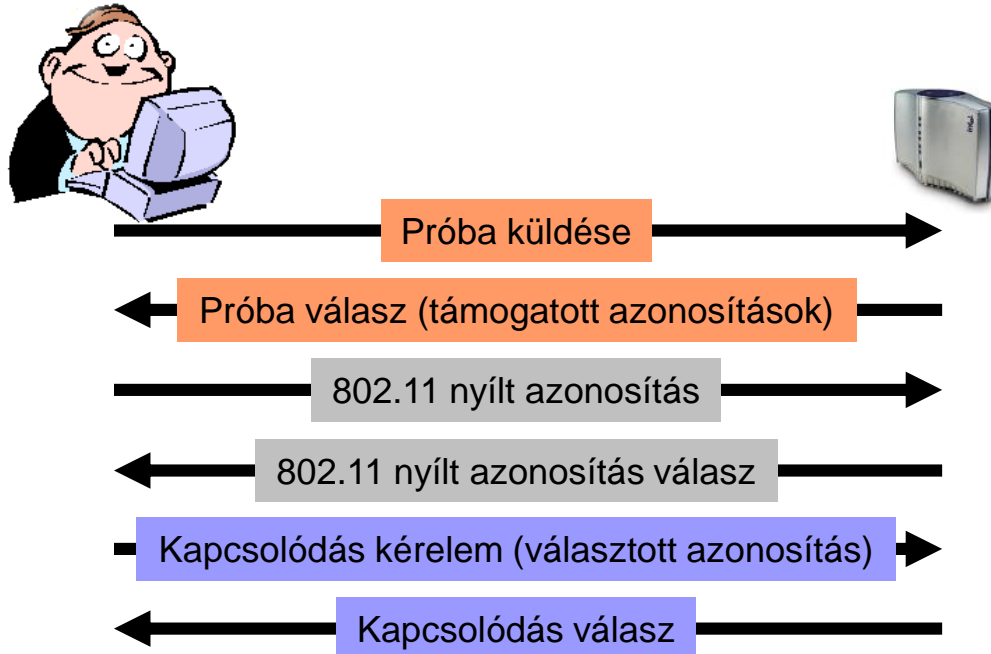 Próba küldése
Próba válasz (támogatott azonosítások)
802.11 nyílt azonosítás
802.11 nyílt azonosítás válasz
Kapcsolódás kérelem (választott azonosítás)
Kapcsolódás válasz